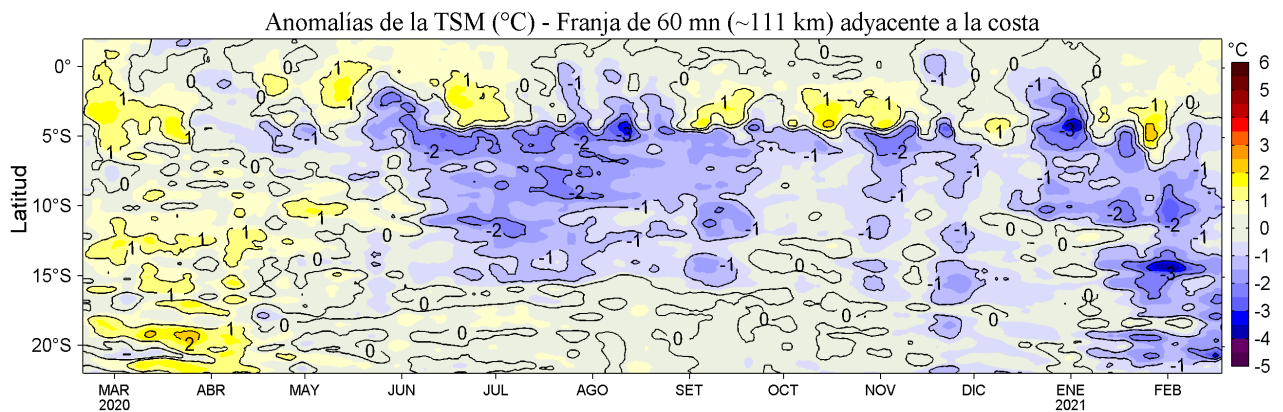 Anomalías de la TSM (°C) - Franja de 60 mn (~111 km) adyacente a la costa
°C
Latitud
0°
5°S
10°S
15°S
20°S
6
5
4
3
2
1
0
-1
-2
-3
-4
-5
MAR ABR MAY JUN JUL AGO SET OCT NOV DIC ENE FEB
2020 2021